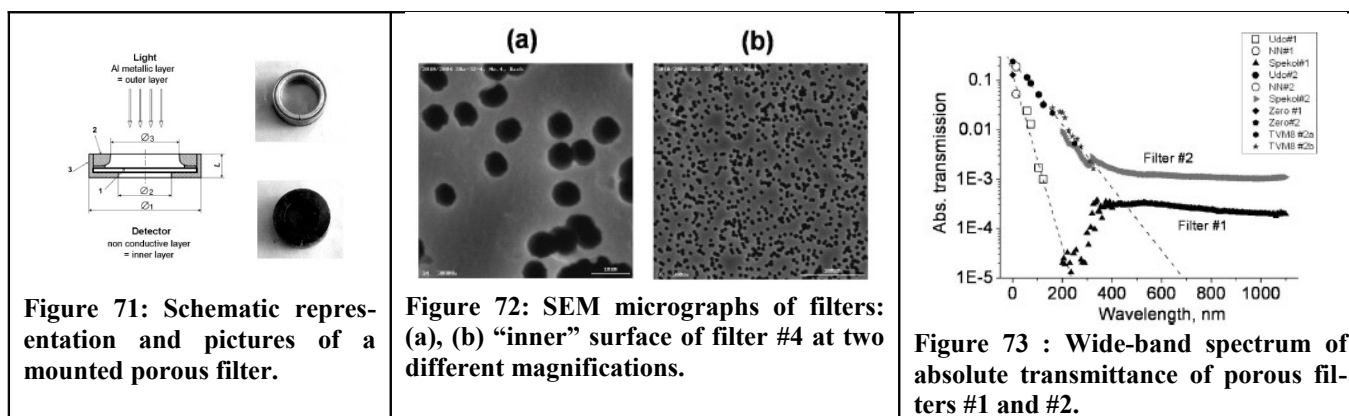 Light
Al metallic layer
= outer layer
2
∅3
3
L
1
∅2
∅1
Detector
non conductive layer
= inner layer
Figure 71: Schematic repres-
entation and pictures of a
mounted porous filter.
(a) (b)
Figure 72: SEM micrographs of filters:
(a), (b) “inner” surface of filter #4 at two
different magnifications.
Udo#1
NN#1
Spekol#1
Udo#2
NN#2
Spekol#2
Zero #1
Zero#2
TVM8 #2a
TVM8 #2b
0.1
0.01
1E-3
1E-4
1E-5
Abs. transmission
Filter #2
Filter #1
0 200 400 600 800 1000
Wavelength, nm
Figure 73 : Wide-band spectrum of
absolute transmittance of porous fil-
ters #1 and #2.